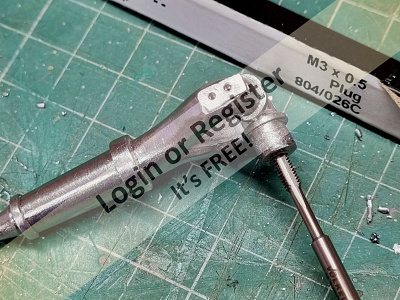 M3 x 0.5
Plug
804/026C
Login or Register
It's FREE!